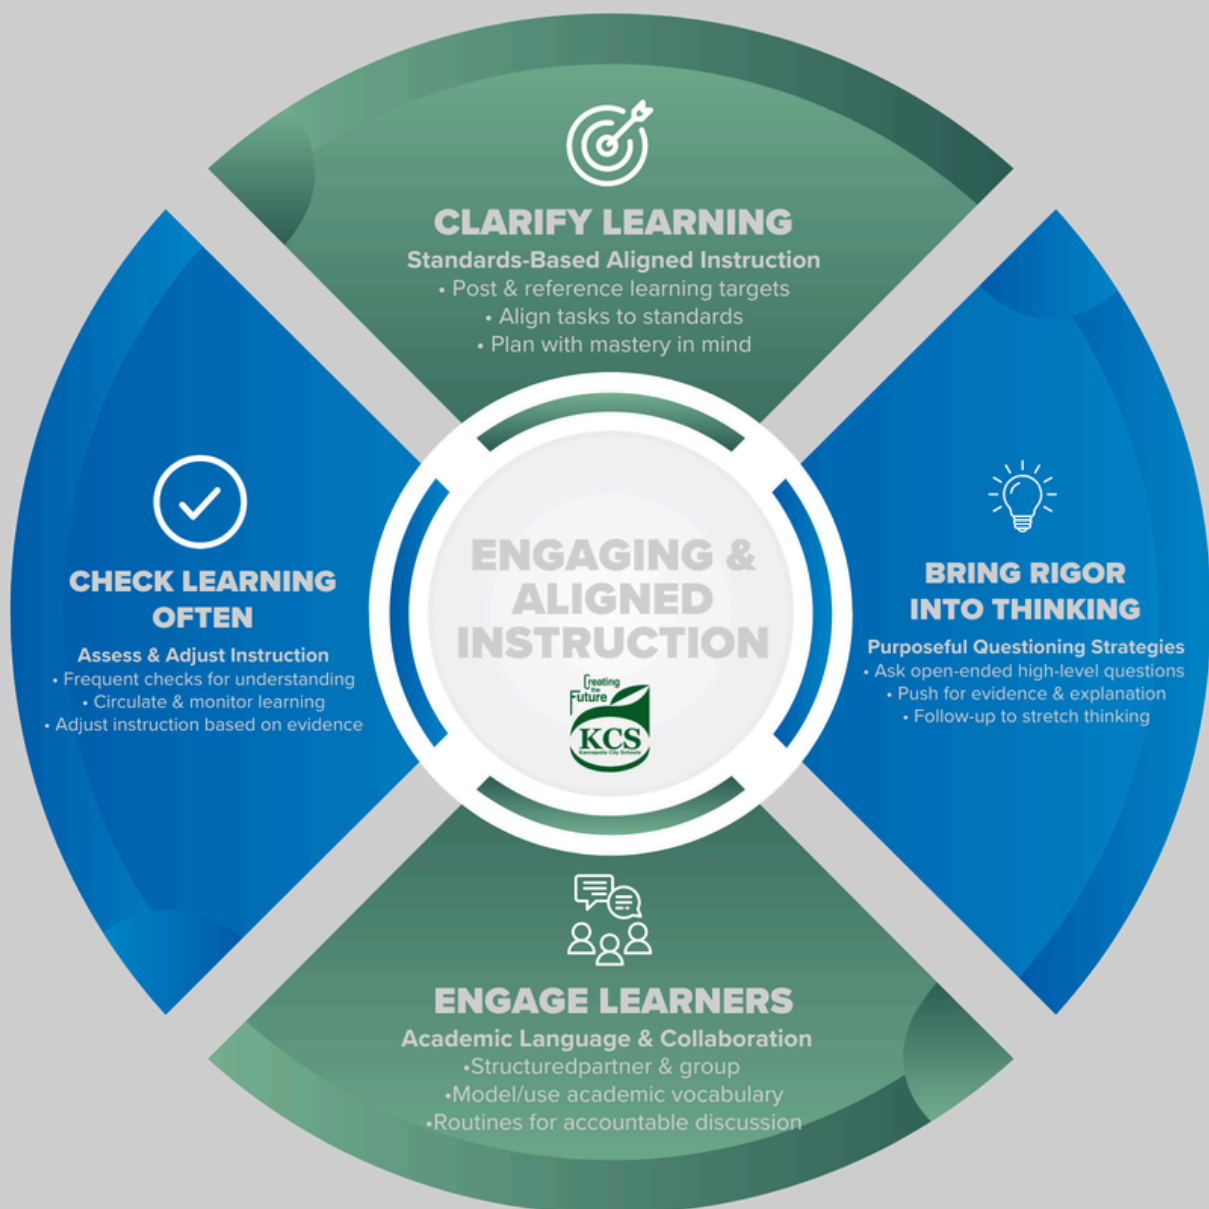 CLARIFY LEARNING
Standards-Based Aligned Instruction
• Post & reference learning targets
• Align tasks to standards
• Plan with mastery in mind
CHECK LEARNING
OFTEN
Assess & Adjust Instruction
• Frequent checks for understanding
• Circulate & monitor learning
• Adjust instruction based on evidence
ENGAGING &
ALIGNED
INSTRUCTION
Creating
the
Future
KCS
Kannapolis City Schools
BRING RIGOR
INTO THINKING
Purposeful Questioning Strategies
• Ask open-ended high-level questions
• Push for evidence & explanation
• Follow-up to stretch thinking
ENGAGE LEARNERS
Academic Language & Collaboration
•Structuredpartner & group
•Model/use academic vocabulary
•Routines for accountable discussion